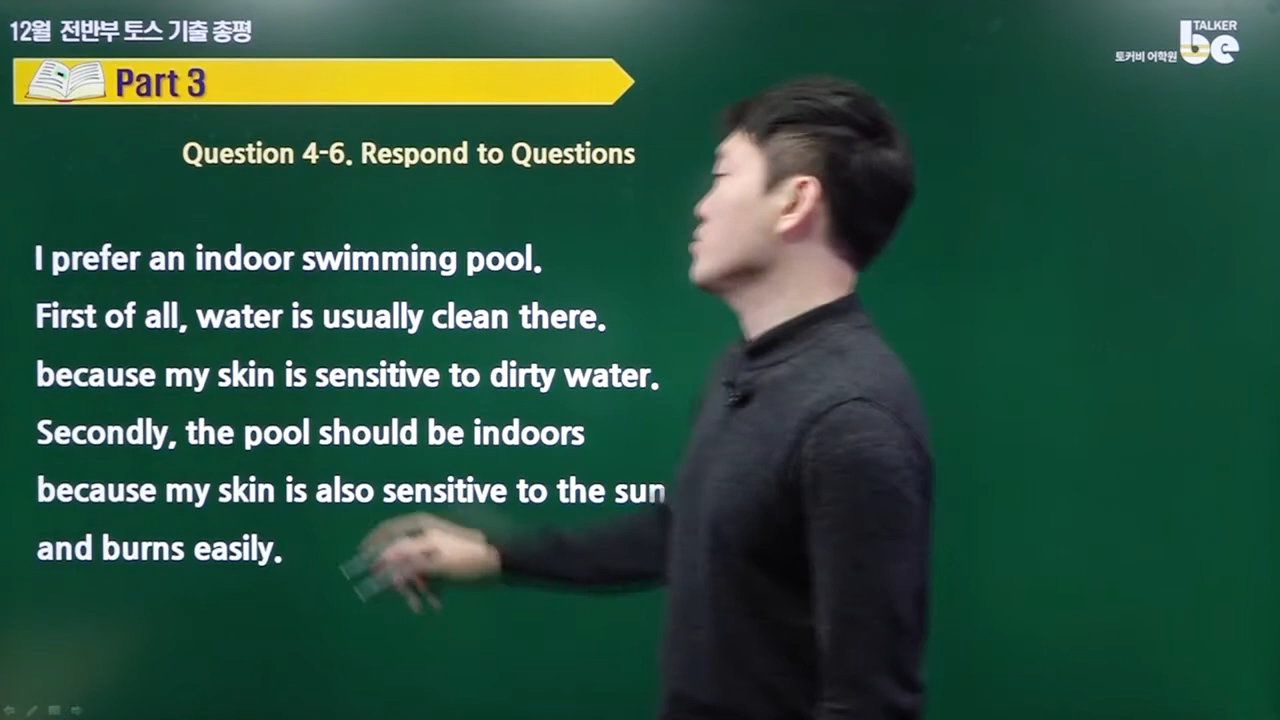 12월 전반부 토스 기출 총평
TALKER
be
토커비 어학원
Part 3
Question 4-6. Respond to Questions
I prefer an indoor swimming pool.
First of all, water is usually clean there.
because my skin is sensitive to dirty water.
Secondly, the pool should be indoors
because my skin is also sensitive to the sun
and burns easily.